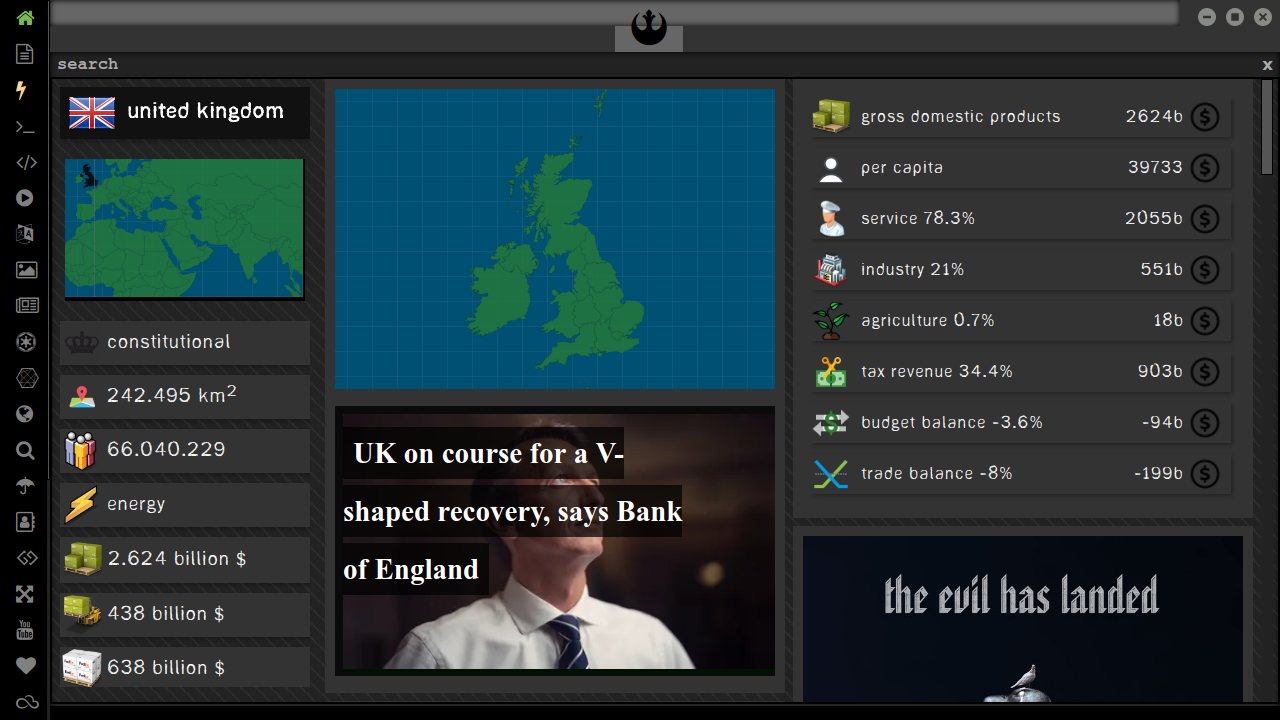 search
x
united kingdom
constitutional
242.495 km²
66.040.229
energy
2.624 billion $
438 billion $
638 billion $
UK on course for a V-
shaped recovery, says Bank
of England
gross domestic products 2624b
per capita 39733
service 78.3% 2055b
industry 21% 551b
agriculture 0.7% 18b
tax revenue 34.4% 903b
budget balance -3.6% -94b
trade balance -8% -199b
the evil has landed
You
Tube